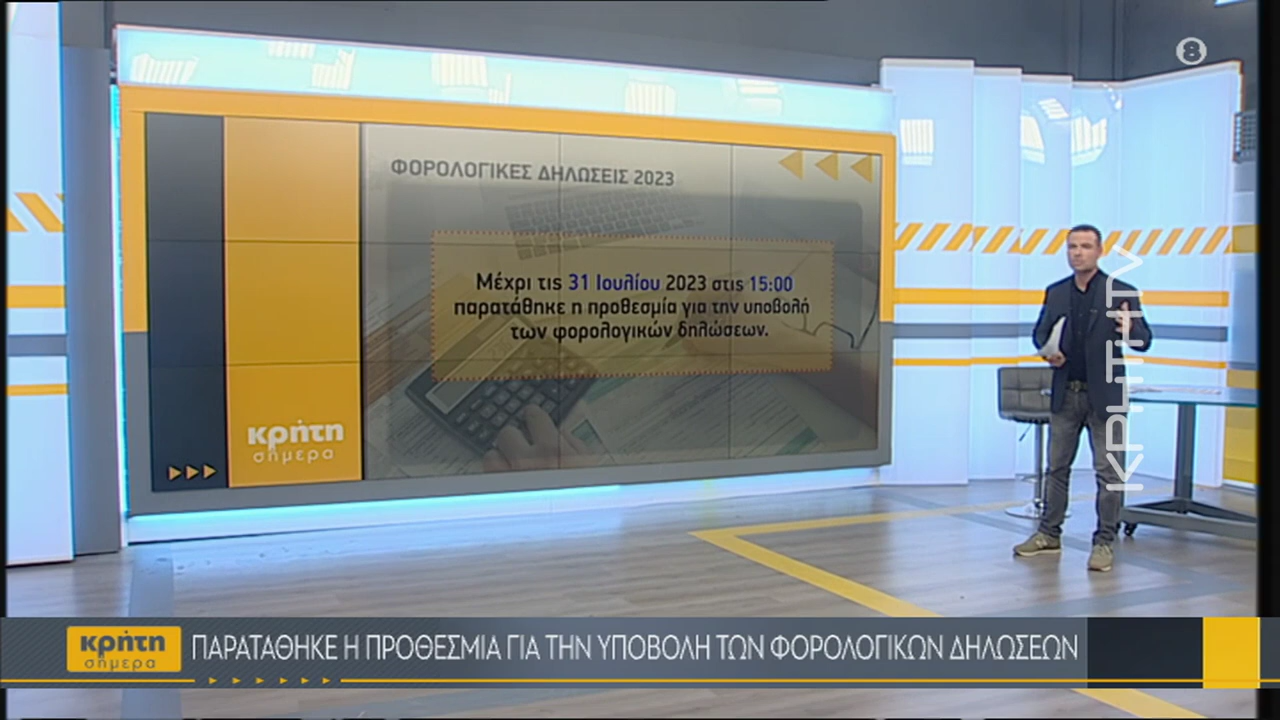 8
ΦΟΡΟΛΟΓΙΚΕΣ ΔΗΛΩΣΕΙΣ 2023
Μέχρι τις 31 Ιουλίου 2023 στις 15:00
παρατάθηκε η προθεσμία για την υποβολή
των φορολογικών δηλώσεων.
κρήτη
σήμερα
ΚΡΗΤΗTV
κρήτη
σήμερα
ΠΑΡΑΤΑΘΗΚΕ Η ΠΡΟΘΕΣΜΙΑ ΓΙΑ ΤΗΝ ΥΠΟΒΟΛΗ ΤΩΝ ΦΟΡΟΛΟΓΙΚΩΝ ΔΗΛΩΣΕΩΝ